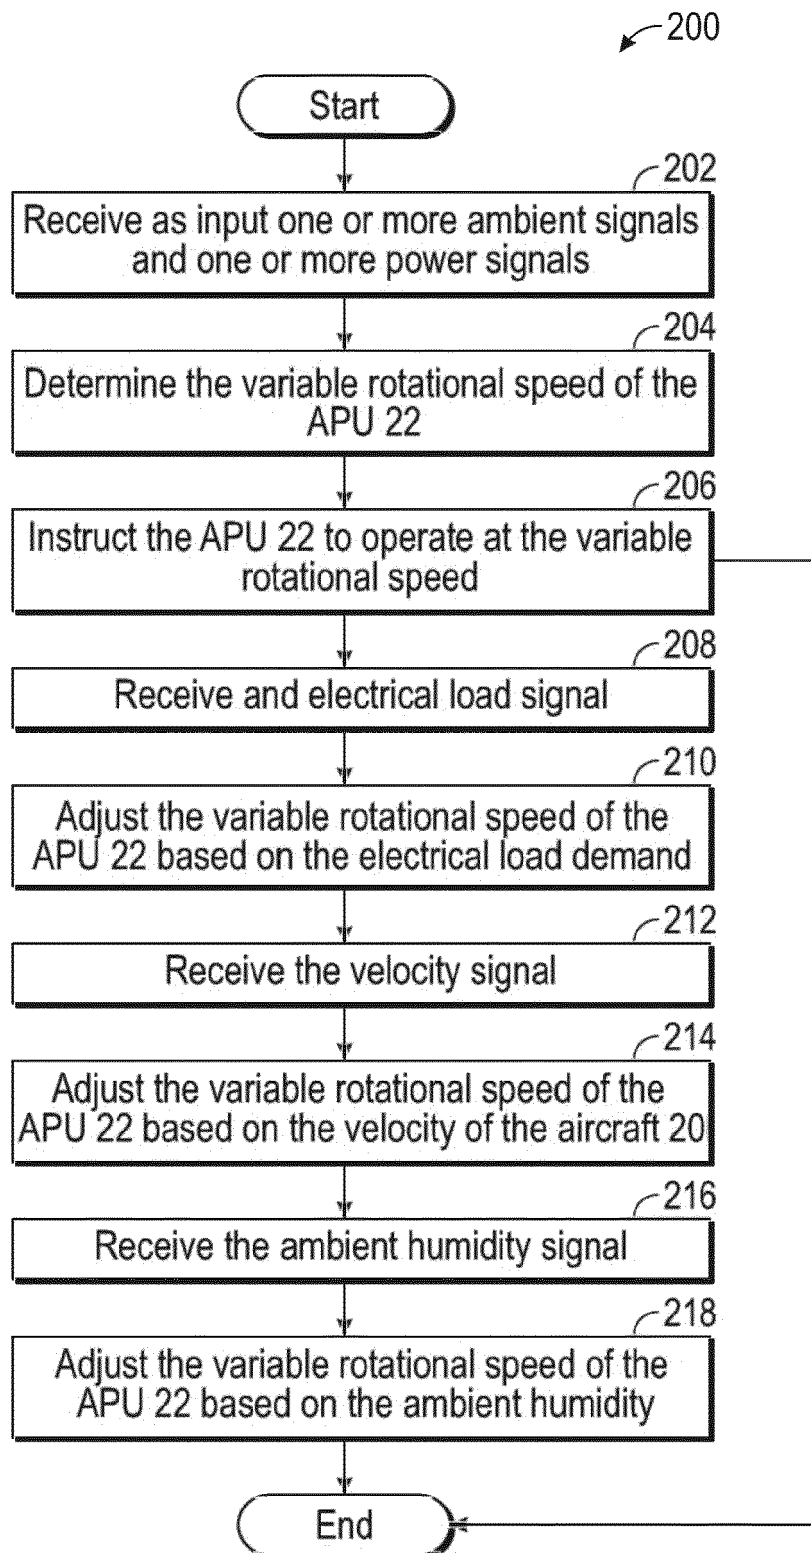 200
Start
202
Receive as input one or more ambient signals
and one or more power signals
204
Determine the variable rotational speed of the
APU 22
206
Instruct the APU 22 to operate at the variable
rotational speed
208
Receive and electrical load signal
210
Adjust the variable rotational speed of the
APU 22 based on the electrical load demand
212
Receive the velocity signal
214
Adjust the variable rotational speed of the
APU 22 based on the velocity of the aircraft 20
216
Receive the ambient humidity signal
218
Adjust the variable rotational speed of the
APU 22 based on the ambient humidity
End